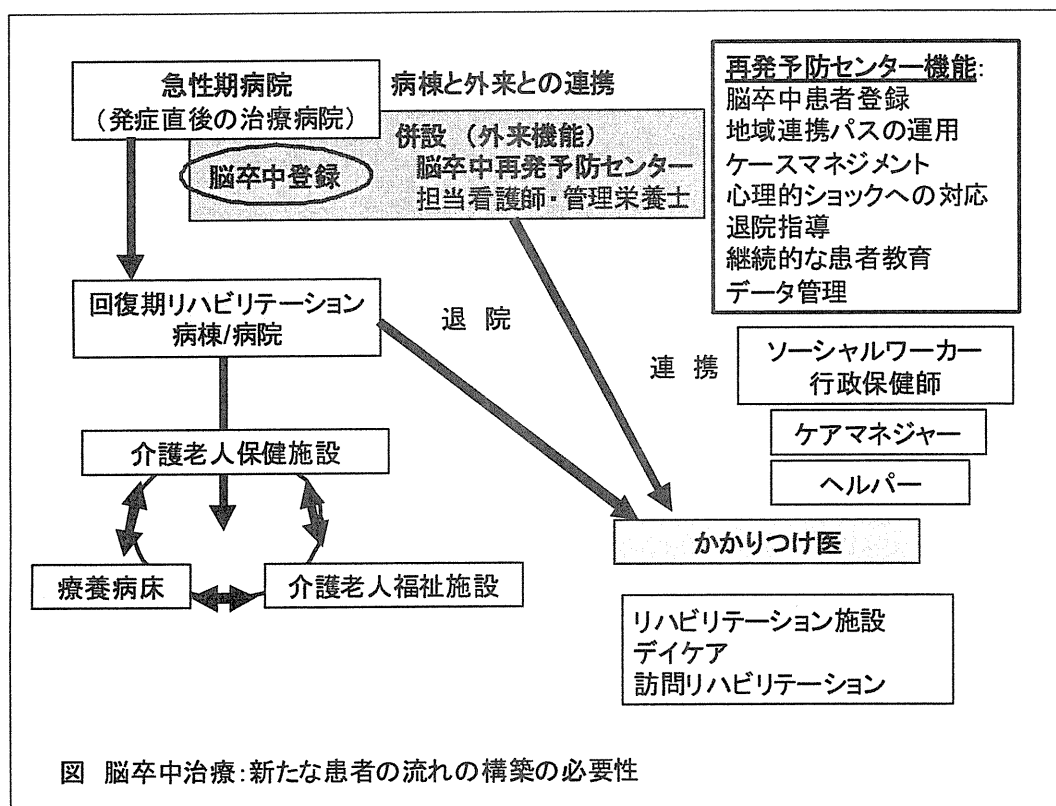 急性期病院
（発症直後の治療病院）
病棟と外来との連携
併設（外来機能）
脳卒中再発予防センター
担当看護師・管理栄養士
脳卒中登録
再発予防センター機能:
脳卒中患者登録
地域連携パスの運用
ケースマネジメント
心理的ショックへの対応
退院指導
継続的な患者教育
データ管理
回復期リハビリテーション
病棟/病院
退 院
連 携
ソーシャルワーカー
行政保健師
ケアマネジャー
ヘルパー
介護老人保健施設
療養病床
介護老人福祉施設
かかりつけ医
リハビリテーション施設
デイケア
訪問リハビリテーション
図 脳卒中治療:新たな患者の流れの構築の必要性